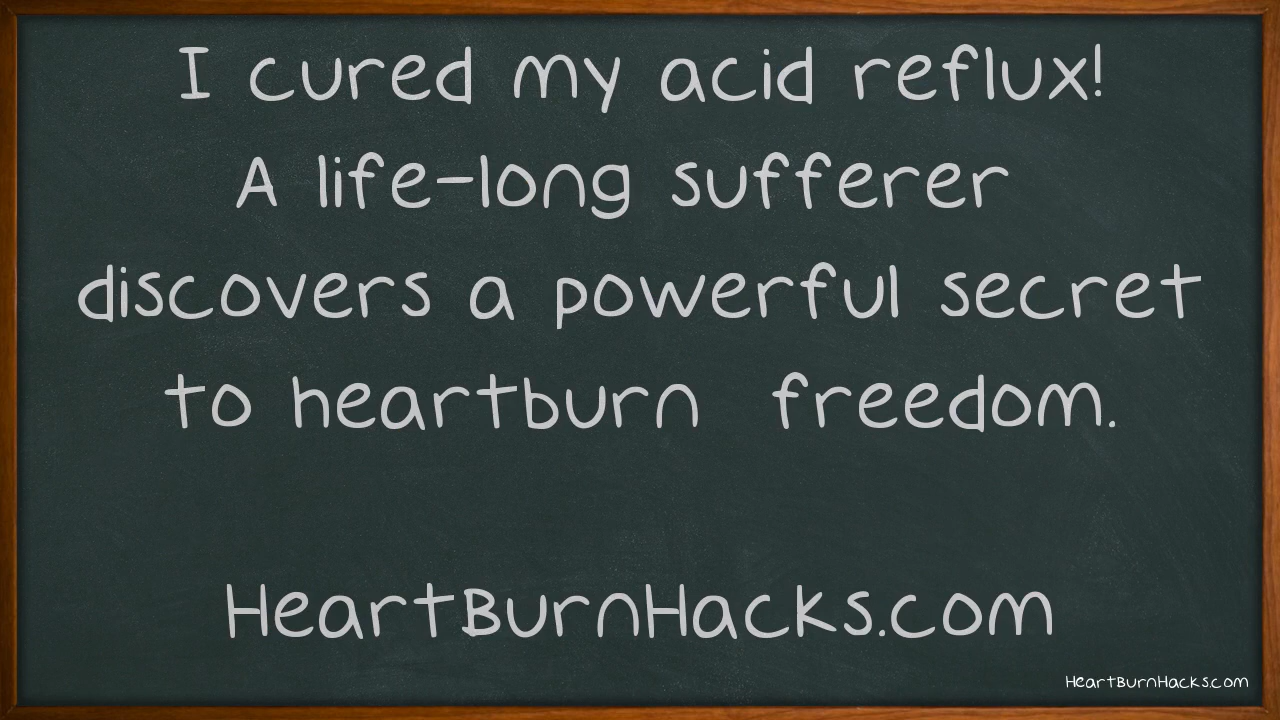 I cured my acid reflux!
A life-long sufferer
discovers a powerful secret
to heartburn freedom.
HeartBurnHacks.com
HeartBurnHacks.com